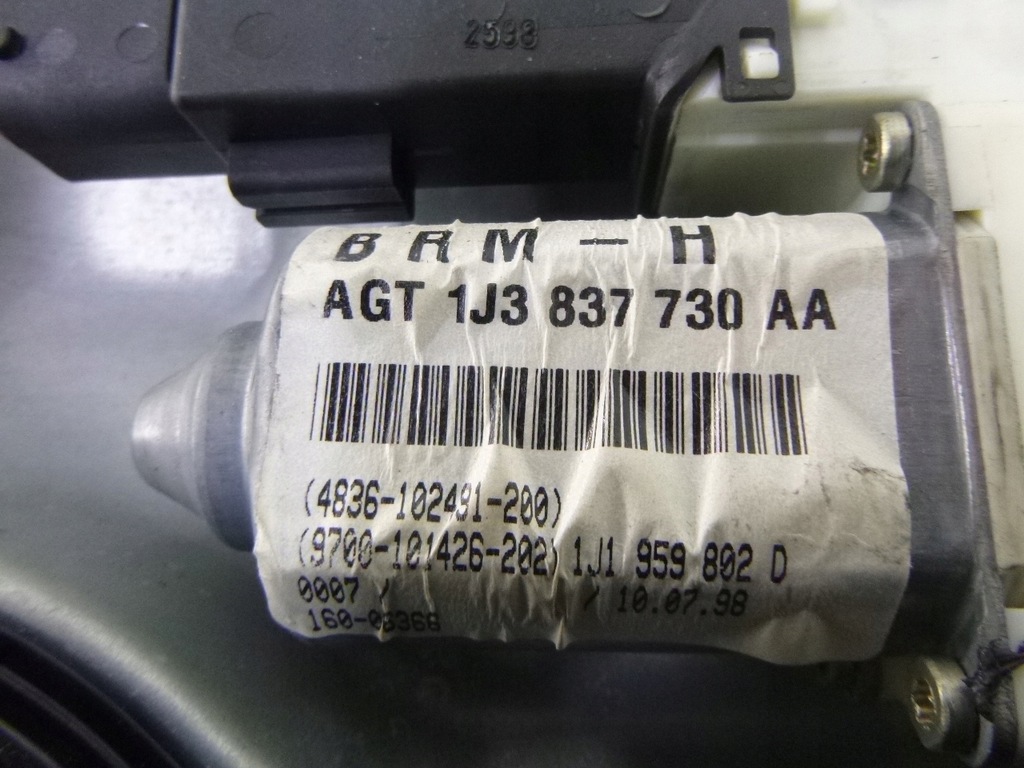 2598
BRM-H
AGT 1J3 837 730 AA
(4836-102491-200)
(9700-101426-202) 1J1 959 802 D
0007 / / 10.07.98
160-06366